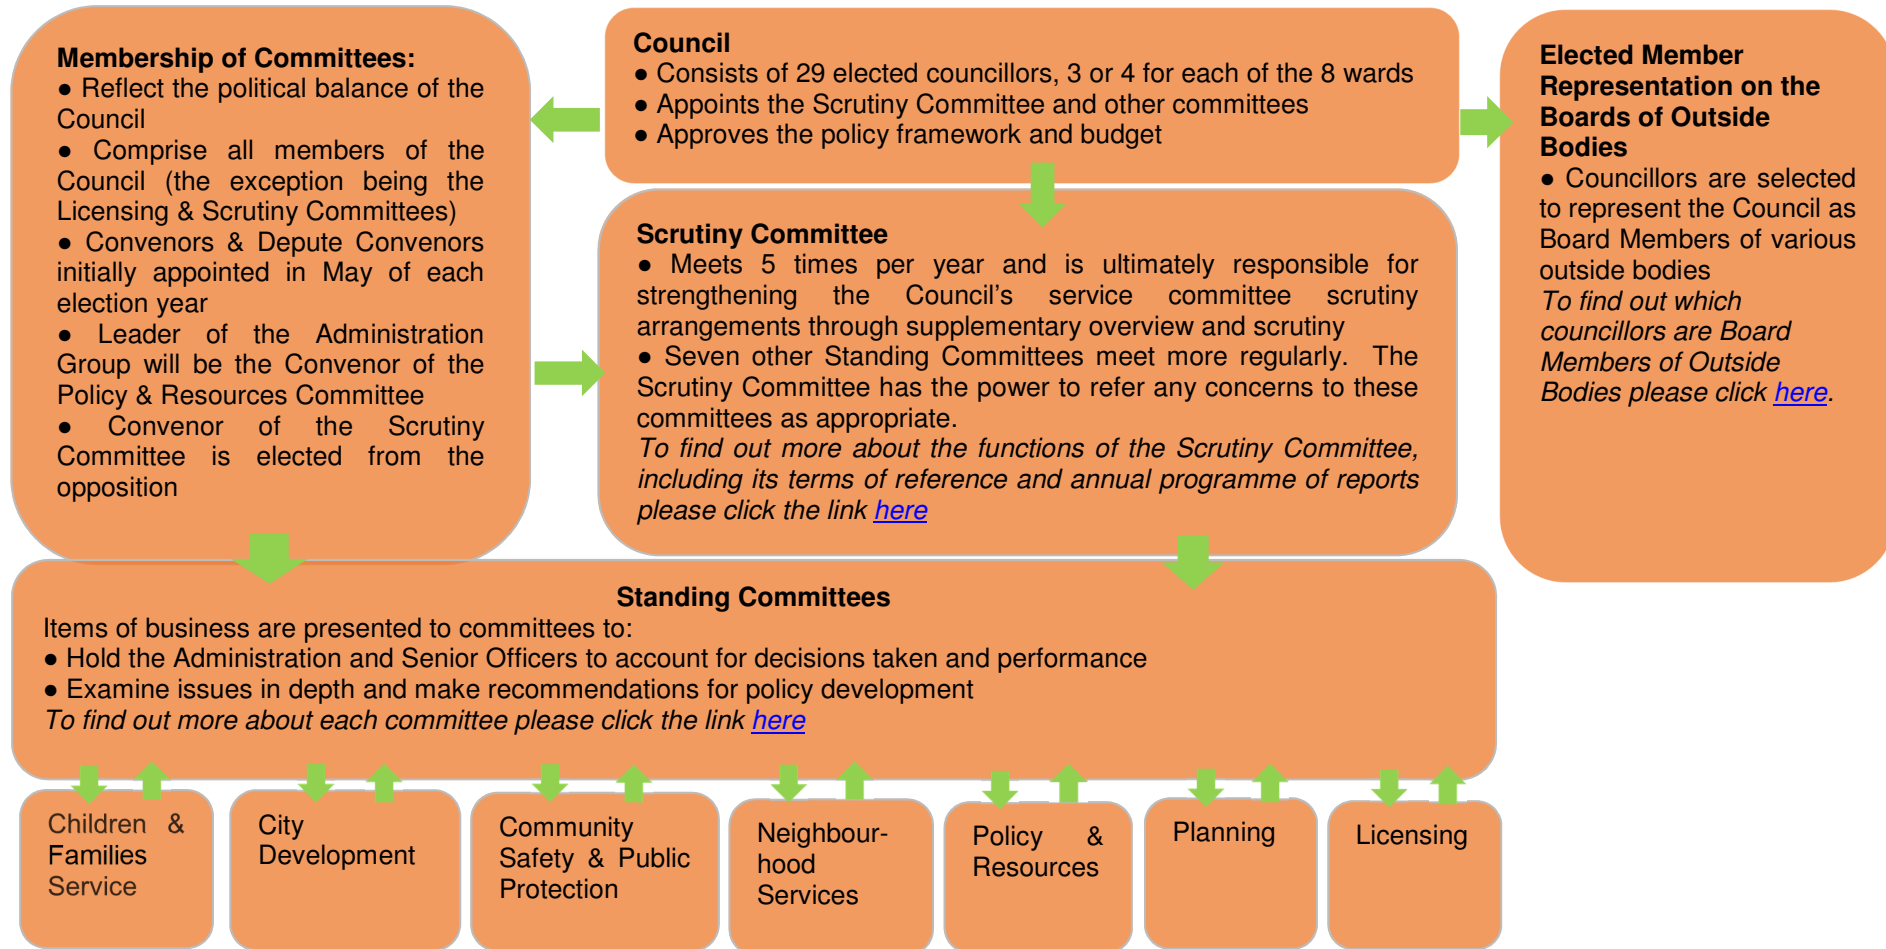 Membership of Committees:
● Reflect the political balance of the
Council
● Comprise all members of the
Council (the exception being the
Licensing & Scrutiny Committees)
● Convenors & Depute Convenors
initially appointed in May of each
election year
● Leader of the Administration
Group will be the Convenor of the
Policy & Resources Committee
● Convenor of the Scrutiny
Committee is elected from the
opposition
Council
● Consists of 29 elected councillors, 3 or 4 for each of the 8 wards
● Appoints the Scrutiny Committee and other committees
● Approves the policy framework and budget
Elected Member
Representation on the
Boards of Outside
Bodies
● Councillors are selected
to represent the Council as
Board Members of various
outside bodies
To find out which
councillors are Board
Members of Outside
Bodies please click here.
Scrutiny Committee
● Meets 5 times per year and is ultimately responsible for
strengthening the Council's service committee scrutiny
arrangements through supplementary overview and scrutiny
● Seven other Standing Committees meet more regularly. The
Scrutiny Committee has the power to refer any concerns to these
committees as appropriate.
To find out more about the functions of the Scrutiny Committee,
including its terms of reference and annual programme of reports
please click the link here
Standing Committees
Items of business are presented to committees to:
● Hold the Administration and Senior Officers to account for decisions taken and performance
● Examine issues in depth and make recommendations for policy development
To find out more about each committee please click the link here
Children &
Families
Service
City
Development
Community
Safety & Public
Protection
Neighbour-
hood
Services
Policy &
Resources
Planning
Licensing